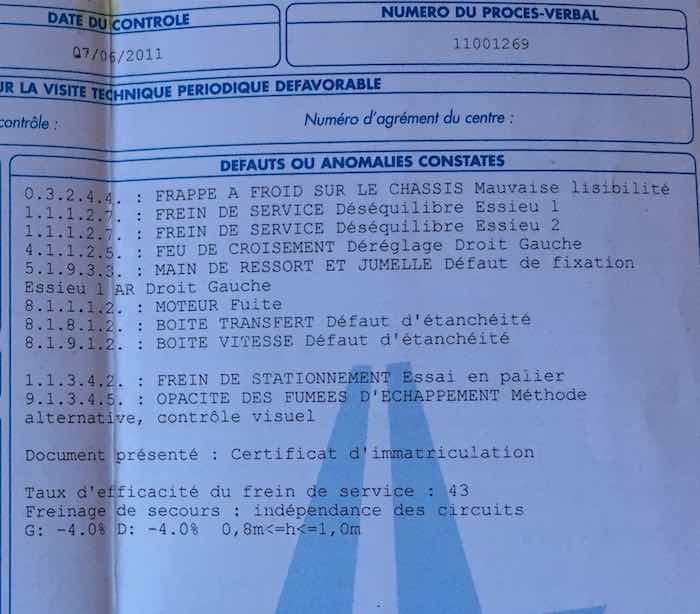 DATE DU CONTROLE
07/06/2011
NUMERO DU PROCES-VERBAL
11001269
UR LA VISITE TECHNIQUE PERIODIQUE DEFAVORABLE
contrôle :
Numéro d'agrément du centre :
DEFAUTS OU ANOMALIES CONSTATES
0.3.2.4.4. : FRAPPE A FROID SUR LE CHASSIS Mauvaise lisibilité
1.1.1.2.7. : FREIN DE SERVICE Déséquilibre Essieu 1
1.1.1.2.7. : FREIN DE SERVICE Déséquilibre Essieu 2
4.1.1.2.5. : FEU DE CROISEMENT Déréglage Droit Gauche
5.1.9.3.3. : MAIN DE RESSORT ET JUMELLE Défaut de fixation
Essieu 1 AR Droit Gauche
8.1.1.1.2. : MOTEUR Fuite
8.1.8.1.2. : BOITE TRANSFERT Défaut d'étanchéité
8.1.9.1.2. : BOITE VITESSE Défaut d'étanchéité
1.1.3.4.2. : FREIN DE STATIONNEMENT Essai en palier
9.1.3.4.5. : OPACITE DES FUMEES D'ECHAPPEMENT Méthode
alternative, contrôle visuel
Document présenté : Certificat d'immatriculation
Taux d'efficacité du frein de service : 43
Freinage de secours : indépendance des circuits
G: -4.0% D: -4.0% 0,8m<=h<=1,0m